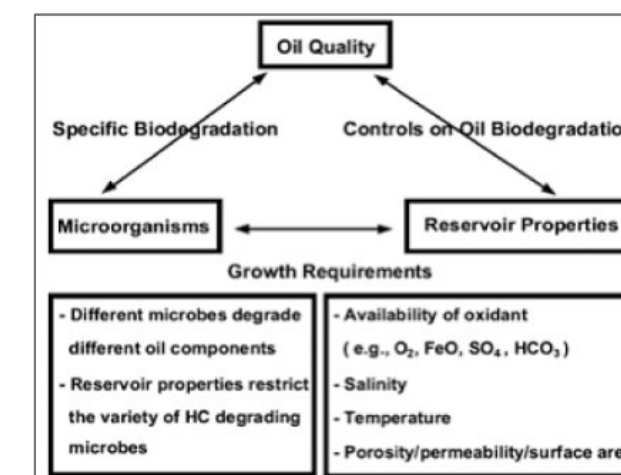 Oil Quality
Specific Biodegradation
Controls on Oil Biodegradatio
Microorganisms
Reservoir Properties
Growth Requirements
- Different microbes degrade
different oil components
- Reservoir properties restrict
the variety of HC degrading
microbes
- Availability of oxidant
( e.g., O₂, FeO, SO₄, HCO₃ )
- Salinity
- Temperature
- Porosity/permeability/surface are